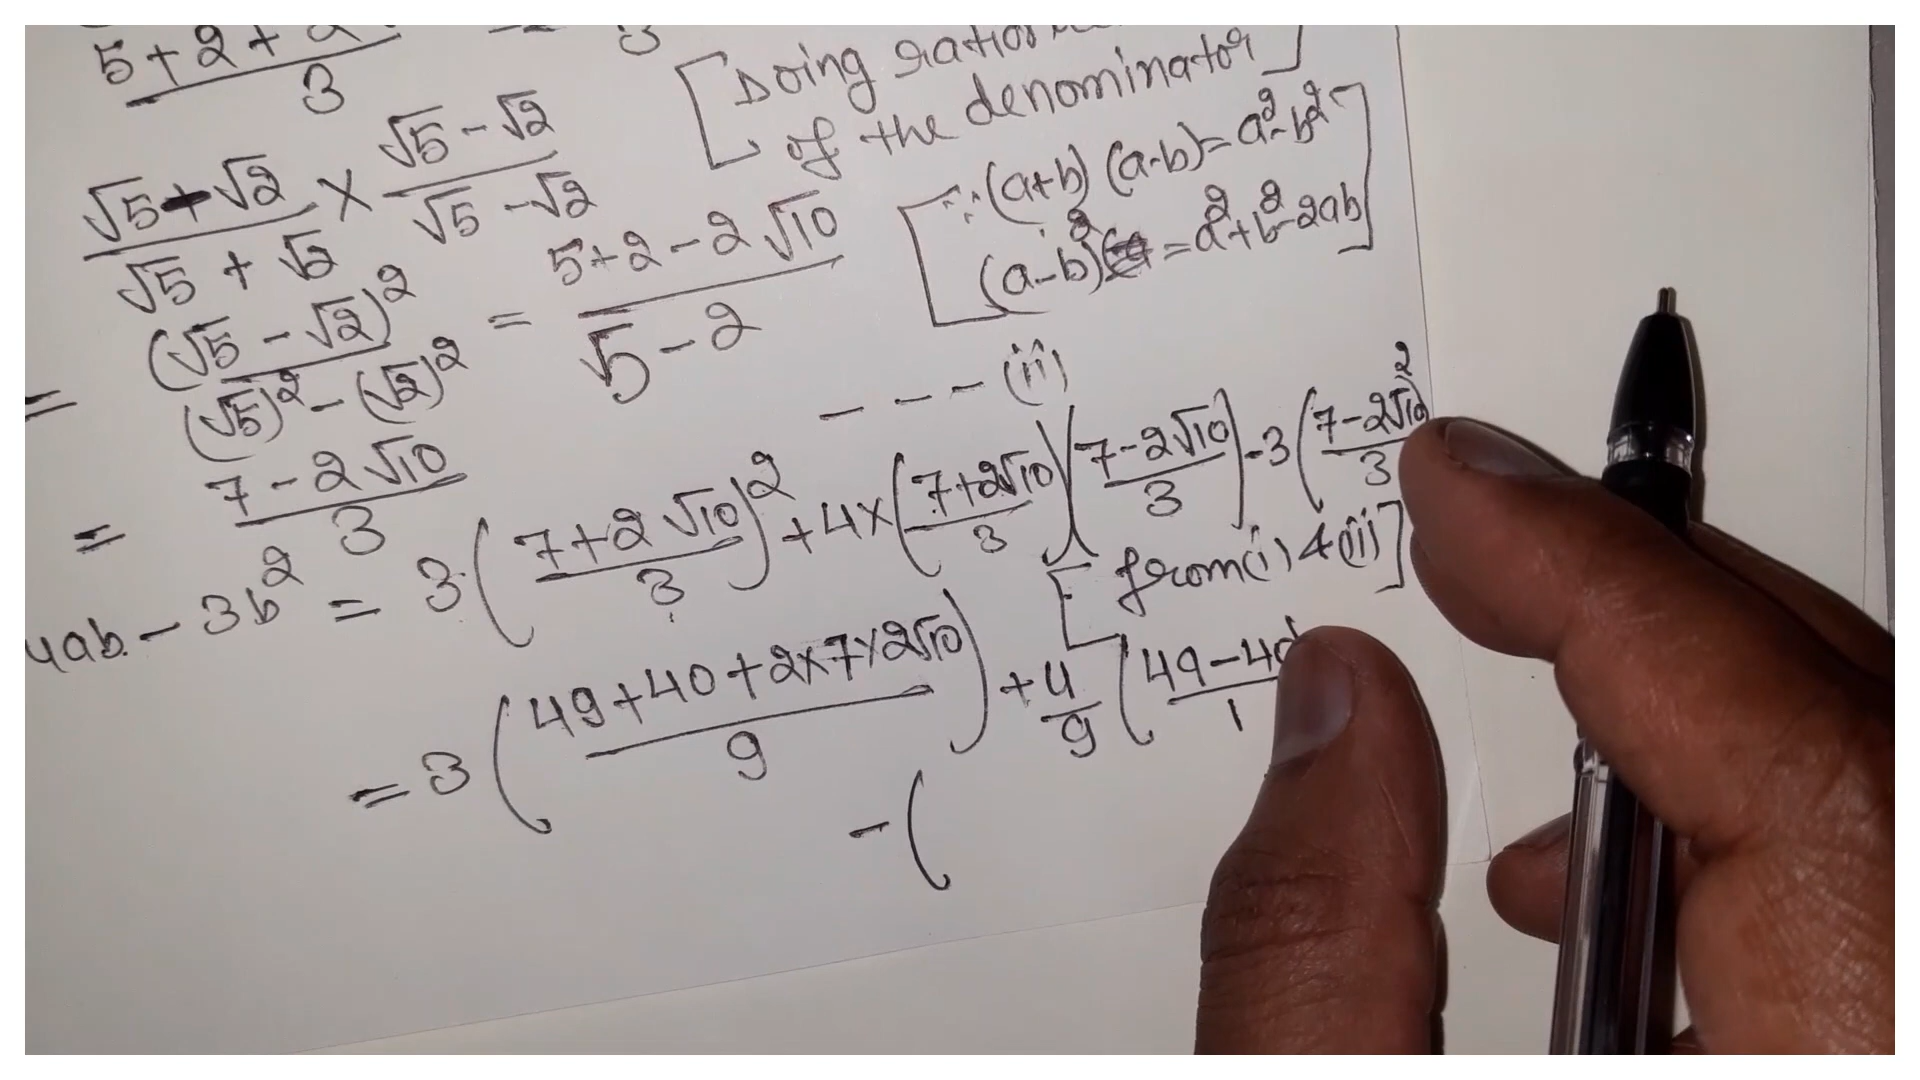 5+2+2 = 3
3
[Doing
of the denominator]
√5+√2/√5+√2 × √5-√2/√5-√2
[∵(a+b)(a-b)=a²-b²
(a-b)²=a²+b²-2ab]
= (√5-√2)²/(√5)²-(√2)² = 5+2-2√10/√5-2
= 7-2√10/3 - - - (ii)
4ab-3b² = 3(7+2√10/3)²+4×(7+2√10/3)(7-2√10/3)-3(7-2√10/3)²
[from(i)&(ii)]
= 3(49+40+2×7×2√10/9)+4/9(49-40/1
-(